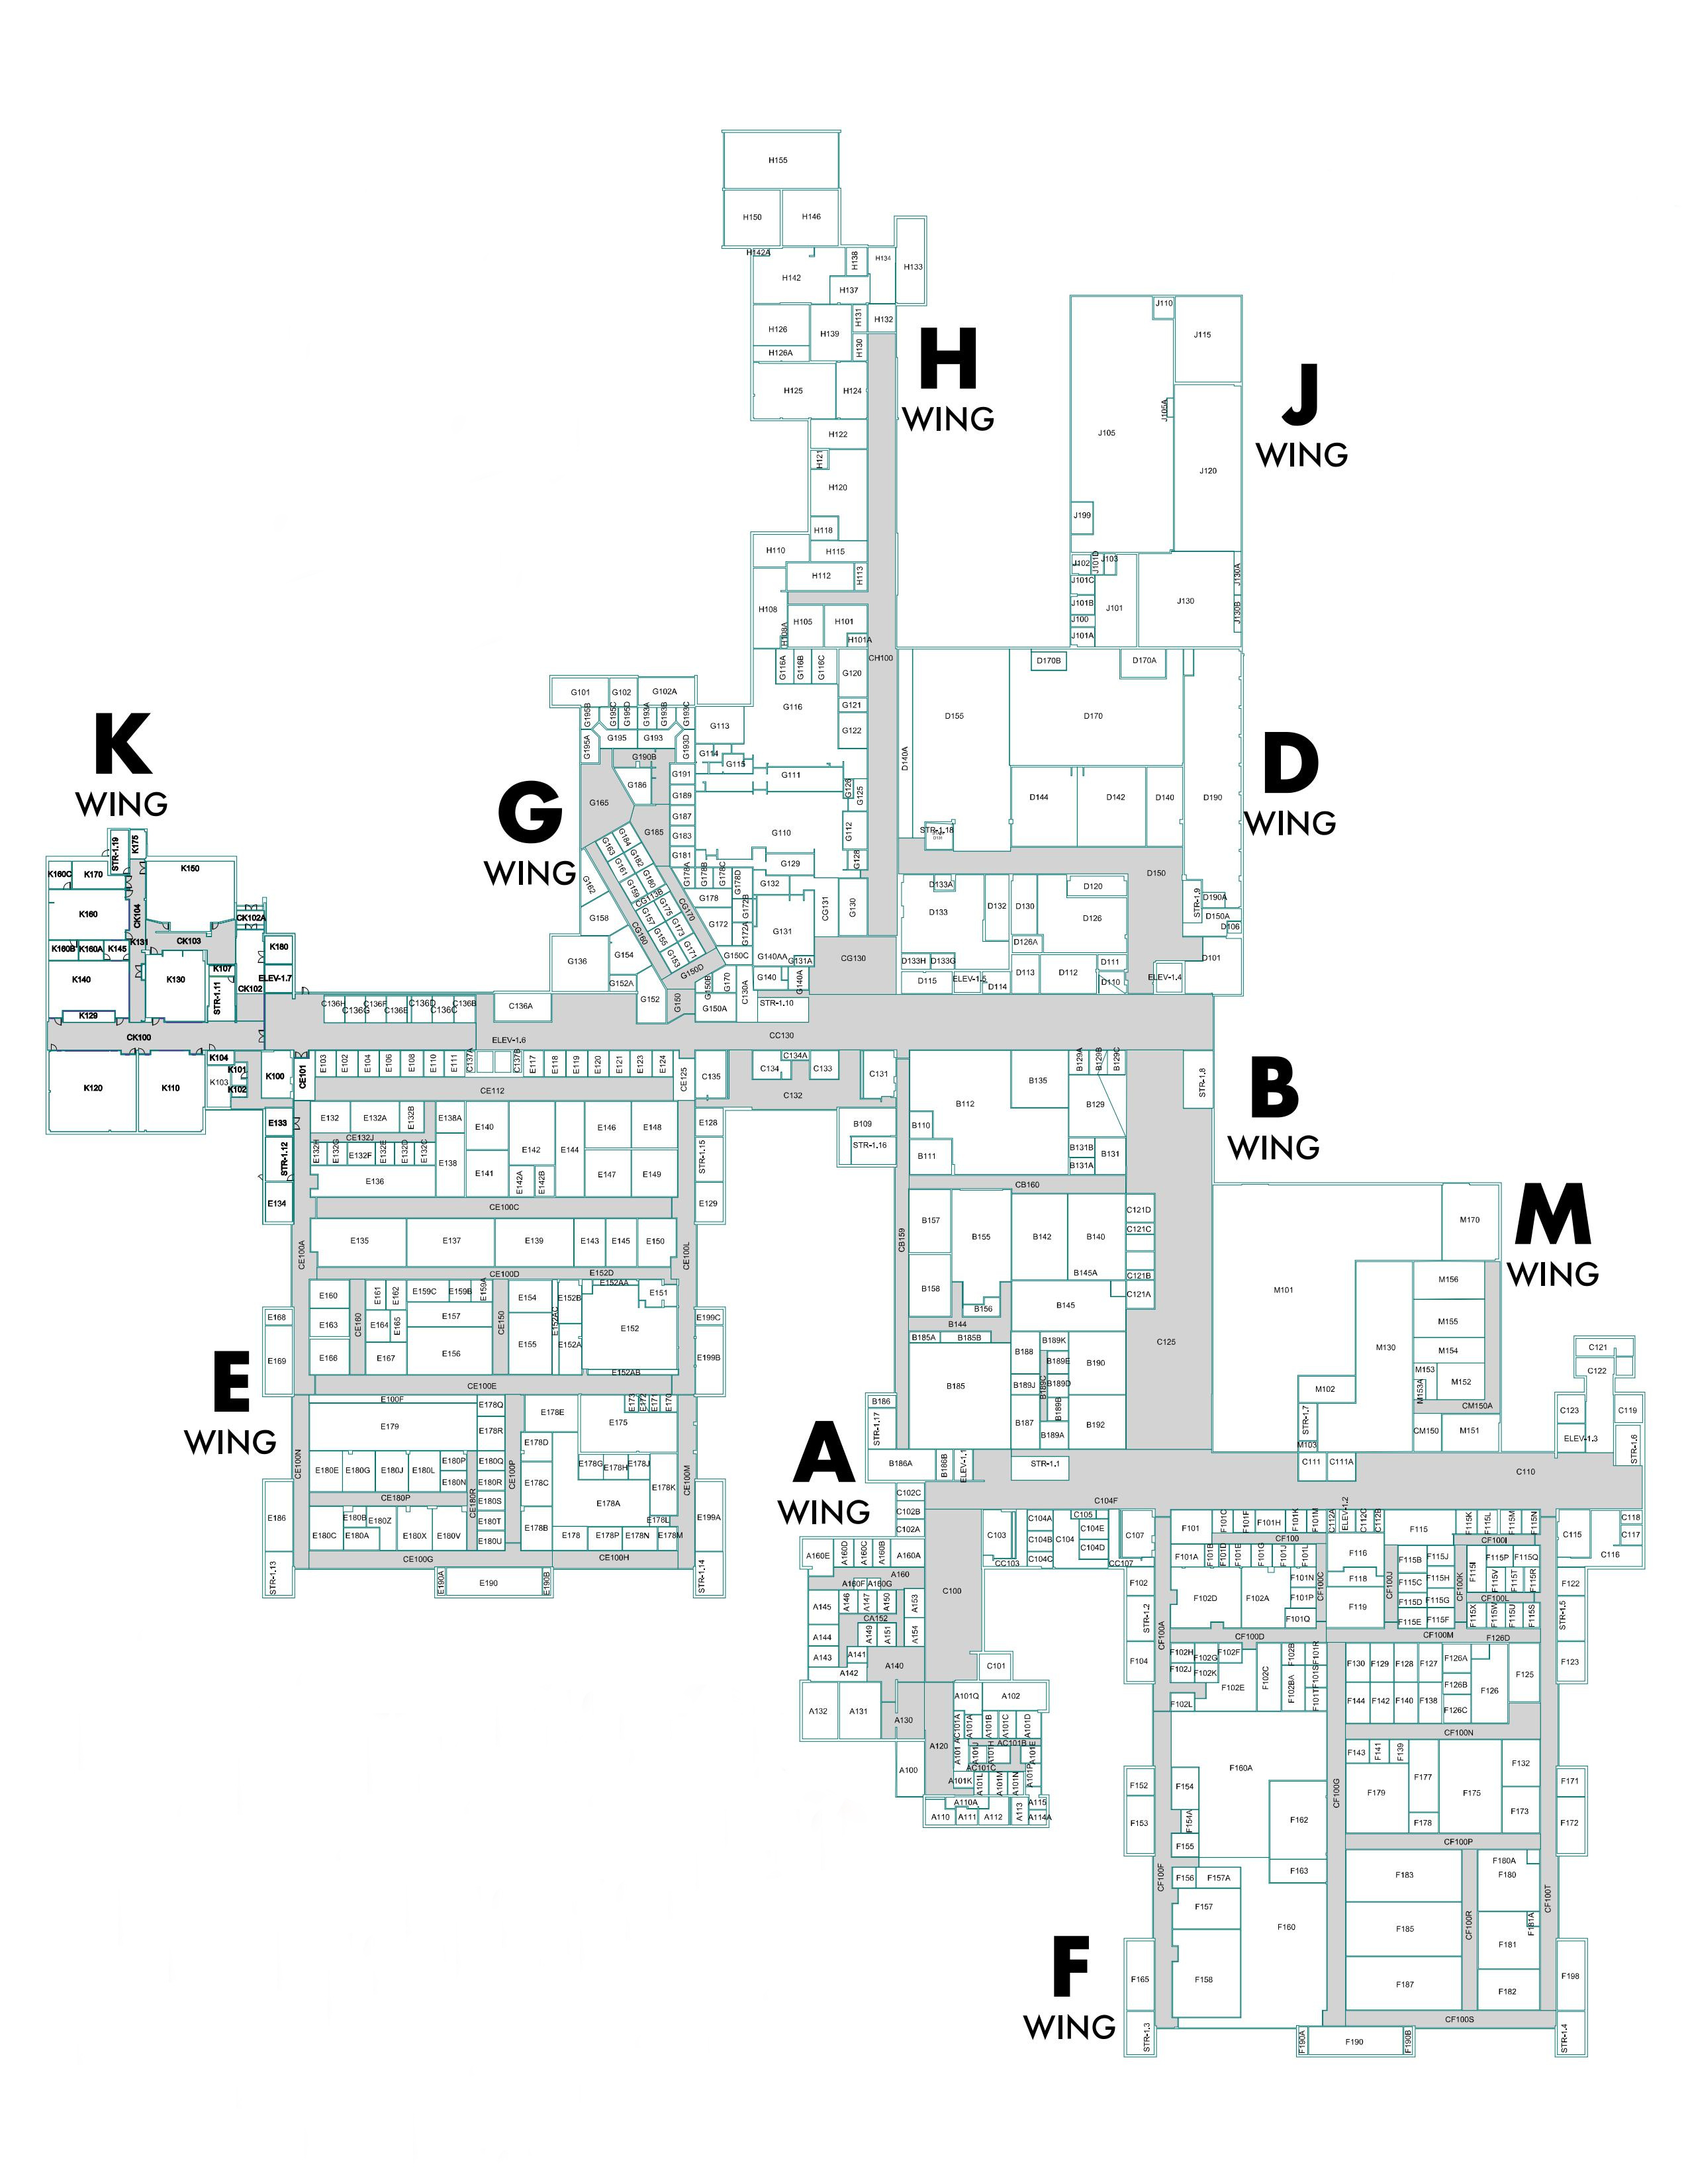 H155
H150
H146
H142A
H142
H138
H134
H133
H137
H126
H139
H131
H132
H130
H126A
H125
H124
H122
H121
H120
H118
H110
H115
H112
H113
H108
H105
H101
H108A
H101A
CH100
H
WING
J110
J115
J105A
J105
J120
J199
J102
J101D
J103
J101C
J130A
J101B
J101
J130
J130B
J100
J101A
J
WING
G116A
G116B
G116C
G120
G116
G121
G122
G101
G102
G102A
G195B
G195C
G195D
G193A
G193B
G193C
G195A
G195
G193
G193D
G113
G114
G115
G190B
G191
G111
G186
G189
G126
G125
G165
G187
G110
G112
G185
G183
G184
G163
G182
G181
G129
G128
G161
G180
G178A
G178B
G178C
G178D
G132
G162
G159
G175
G178
G172B
CG131
G130
G158
G157
G173
CG170
G172
G172A
G131
G155
CG160
G171
G154
G153
G150C
G140AA
G131A
CG130
G136
G150D
G152A
G150B
G170
G140
G140A
G152
G150
G150A
C130A
STR-1.10
G
WING
D170B
D170A
D155
D170
D140A
D144
D142
D140
D190
STR-1.18
D150
D133A
D132
D130
D120
D133
D126
STR-1.9
D190A
D150A
D106
D126A
D133H
D133G
D111
D101
D115
ELEV-1.5
D114
D113
D112
D110
ELEV-1.4
D
WING
K
WING
STR-1.19
K175
K160C
K170
K150
K160
CK104
CK102A
K131
CK103
K160B
K160A
K145
K180
K140
K130
K107
ELEV-1.7
STR-1.11
CK102
K129
CK100
K104
K101
K120
K110
K103
K102
K100
CE101
C136H
C136G
C136F
C136E
C136D
C136C
C136B
C136A
ELEV-1.6
CC130
E103
E102
E104
E106
E108
E110
E111
C137A
C137B
E117
E118
E119
E120
E121
E123
E124
CE125
C135
C134A
C134
C133
C131
CE112
C132
E133
E132
E132A
E132B
E138A
E140
E142
E144
E146
E148
E128
CE132J
STR-1.12
E132H
E132G
E132F
E132E
E132D
E132C
E138
E141
E142A
E142B
E147
E149
STR-1.15
E136
E134
E129
CE100C
CE100A
E135
E137
E139
E143
E145
E150
CE100L
CE100D
E152D
E152AA
E160
E161
E162
E159C
E159B
E159A
E154
E152B
E151
E168
E163
CE160
E164
E165
E157
CE150
E152AC
E152
E199C
E169
E166
E167
E156
E155
E152A
E199B
E152AB
CE100E
E
WING
E100F
E178Q
E178E
E173
E172
E171
E170
E179
E178R
E175
E178D
CE100N
E180E
E180G
E180J
E180L
E180P
E180Q
CE100P
E178G
E178H
E178J
CE100M
E180N
E180R
E178C
E178K
CE180P
CE180R
E180S
E178A
E186
E180B
E180Z
E180T
E178L
E199A
E180C
E180A
E180X
E180V
E180U
E178B
E178
E178P
E178N
E178M
CE100G
CE100H
STR-1.13
E190A
E190
E190B
STR-1.14
B129A
B129B
B129C
B135
STR-1.8
B112
B129
B109
B110
STR-1.16
B111
B131B
B131
B131A
CB160
B157
B155
B142
B140
C121D
C121C
CB159
B145A
C121B
B158
B156
B145
C121A
B144
B185A
B185B
B188
B189K
B189E
B190
C125
B185
B189J
B189C
B189D
B186
B189B
STR-1.17
B187
B192
B189A
B186A
B186B
ELEV-1.1
STR-1.1
B
WING
M170
M101
M156
M155
M130
M154
M153
M152
M153A
M102
STR-1.7
CM150A
M103
CM150
M151
M
WING
C121
C122
C123
C119
ELEV-1.3
STR-1.6
C111
C111A
C110
A
WING
C102C
C102B
C102A
C104F
C103
C104A
C105
C104E
C104B
C104
C104D
C104C
C107
CC103
CC107
A160E
A160D
A160C
A160B
A160A
A160
A160F
A160G
C100
A145
A146
A147
A150
A153
CA152
A144
A149
A151
A154
A143
A141
A142
A140
C101
A132
A131
A130
A101Q
A102
AC101A
A101A
A101B
A101C
A101D
A120
A101
A101J
A101H
AC101B
A101E
A100
AC101C
A101K
A101L
A101M
A101N
A101P
A110A
A115
A110
A111
A112
A113
A114A
F101
F101C
F101F
F101H
F101K
F101M
C112A
ELEV-1.2
C112C
C112B
F115
F115K
F115L
F115M
F115N
C115
C118
C117
C116
CF100
CF100I
F101A
F101B
F101D
F101E
F101G
F101J
F101L
F116
F115B
F115J
F115I
F115P
F115Q
F102
F101N
CF100C
F118
CF100J
F115C
F115H
CF100K
F115V
F115T
F115R
F122
F102D
F102A
F101P
F119
F115D
F115G
CF100L
STR-1.2
F101Q
F115E
F115F
F115X
F115W
F115U
F115S
STR-1.5
CF100A
CF100D
CF100M
F126D
F102H
F102G
F102F
F102B
F101R
F104
F102J
F102K
F102E
F102C
F101S
F130
F129
F128
F127
F126A
F126
F125
F123
F102BA
F126B
F102L
F101T
F144
F142
F140
F138
F126C
CF100N
F143
F141
F139
F132
F160A
F152
F154
CF100G
F179
F177
F175
F171
F153
F154A
F162
F178
F173
F172
F155
CF100P
F156
F157A
F163
F183
F180A
F180
CF100F
F157
F160
F185
CF100R
F181A
F181
CF100T
F165
F158
F187
F182
F198
CF100S
STR-1.3
F190A
F190
F190B
STR-1.4
F
WING